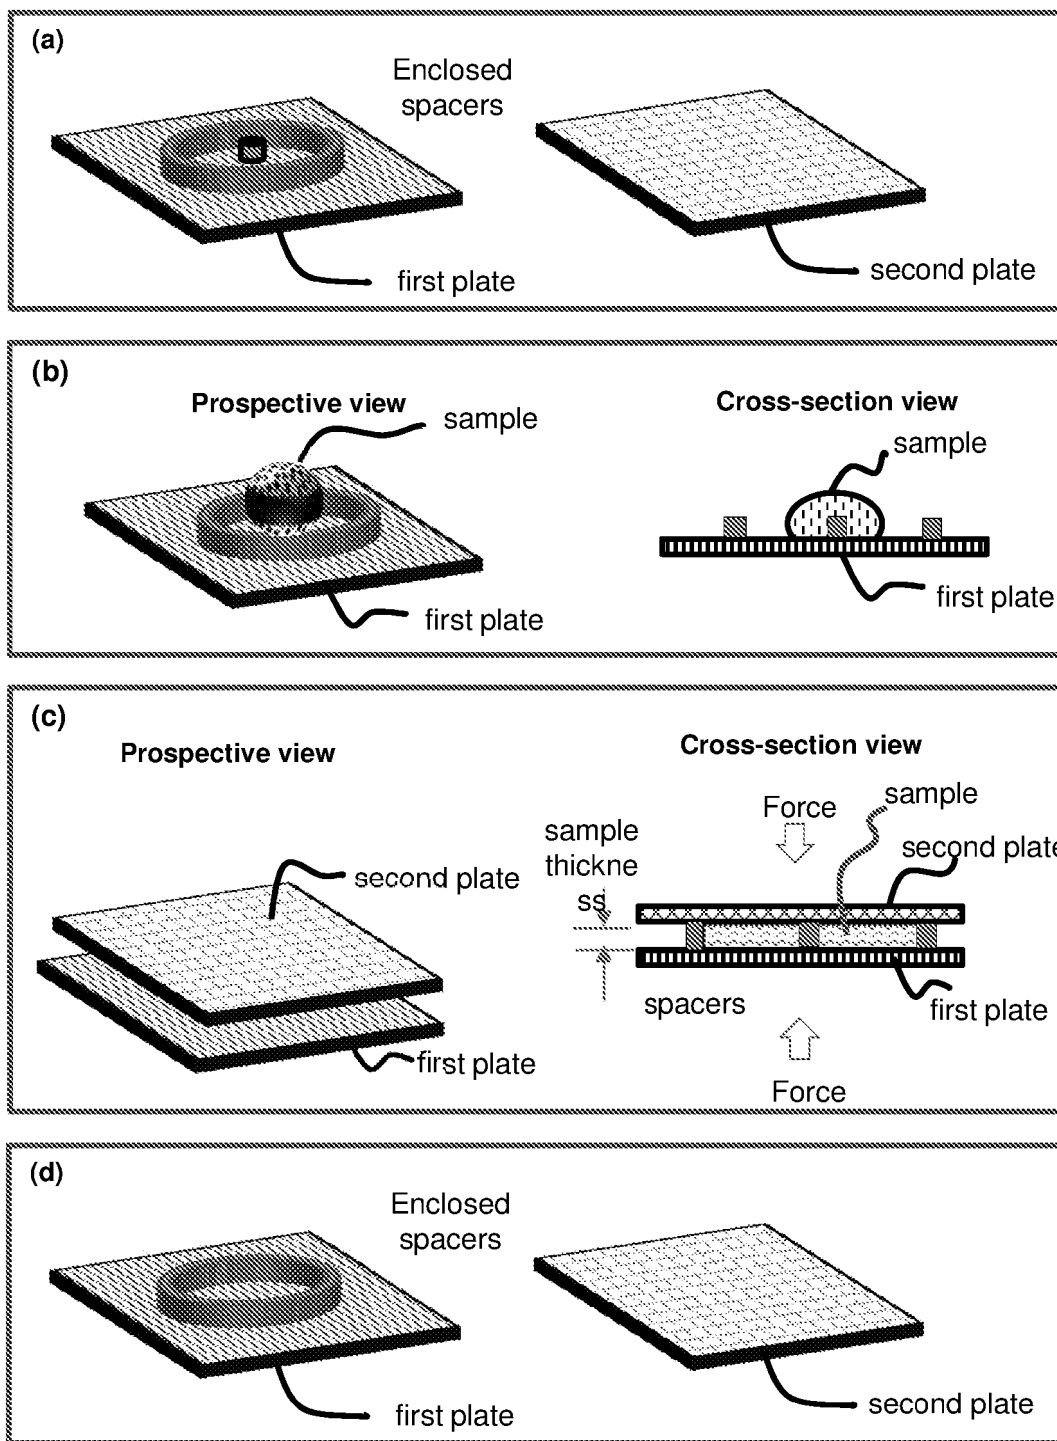 (a)
Enclosed
spacers
first plate
second plate
(b)
Prospective view
sample
first plate
Cross-section view
sample
first plate
(c)
Prospective view
second plate
first plate
Cross-section view
Force
sample
sample
thickne
ss
second plate
spacers
first plate
Force
(d)
Enclosed
spacers
first plate
second plate